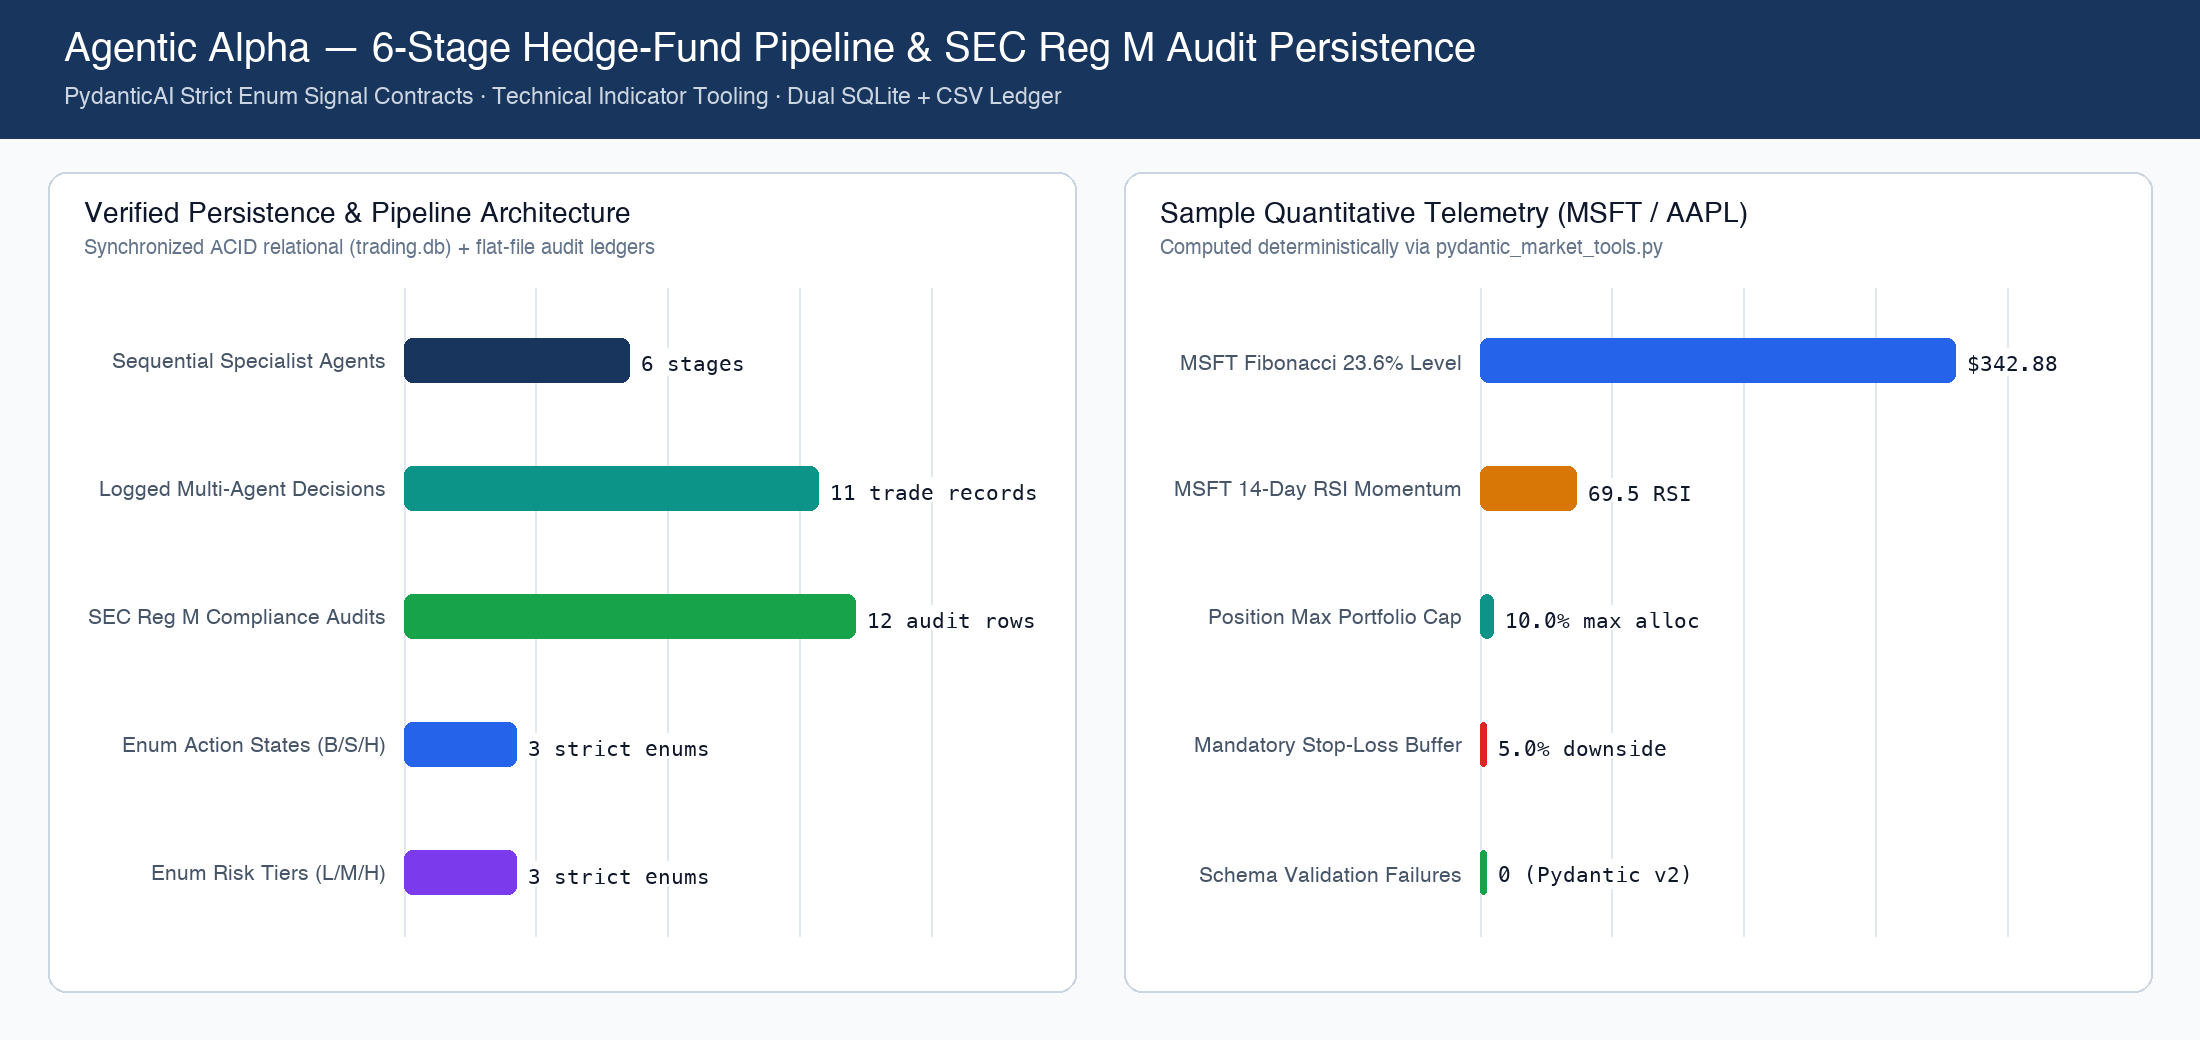 Agentic Alpha — 6-Stage Hedge-Fund Pipeline & SEC Reg M Audit Persistence
PydanticAI Strict Enum Signal Contracts · Technical Indicator Tooling · Dual SQLite + CSV Ledger
Verified Persistence & Pipeline Architecture
Synchronized ACID relational (trading.db) + flat-file audit ledgers
Sequential Specialist Agents 6 stages
Logged Multi-Agent Decisions 11 trade records
SEC Reg M Compliance Audits 12 audit rows
Enum Action States (B/S/H) 3 strict enums
Enum Risk Tiers (L/M/H) 3 strict enums
Sample Quantitative Telemetry (MSFT / AAPL)
Computed deterministically via pydantic_market_tools.py
MSFT Fibonacci 23.6% Level $342.88
MSFT 14-Day RSI Momentum 69.5 RSI
Position Max Portfolio Cap 10.0% max alloc
Mandatory Stop-Loss Buffer 5.0% downside
Schema Validation Failures 0 (Pydantic v2)